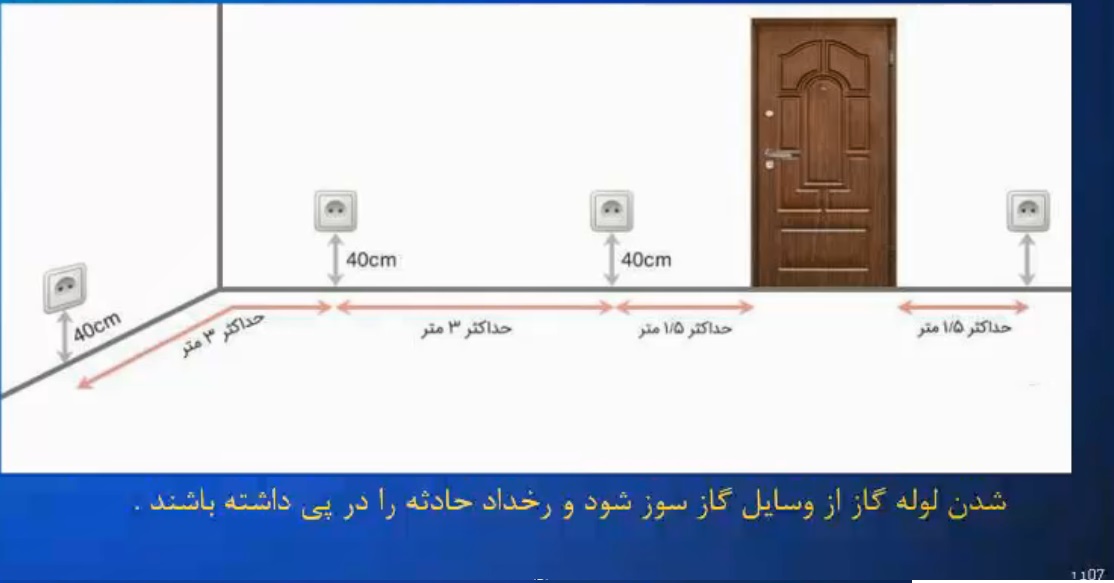 40cm
40cm
40cm
حداکثر ۳ متر
حداکثر ۳ متر
حداکثر ۱/۵ متر
حداکثر ۱/۵ متر
شدن لوله گاز از وسایل گاز سوز شود و رخداد حادثه را در پی داشته باشند .